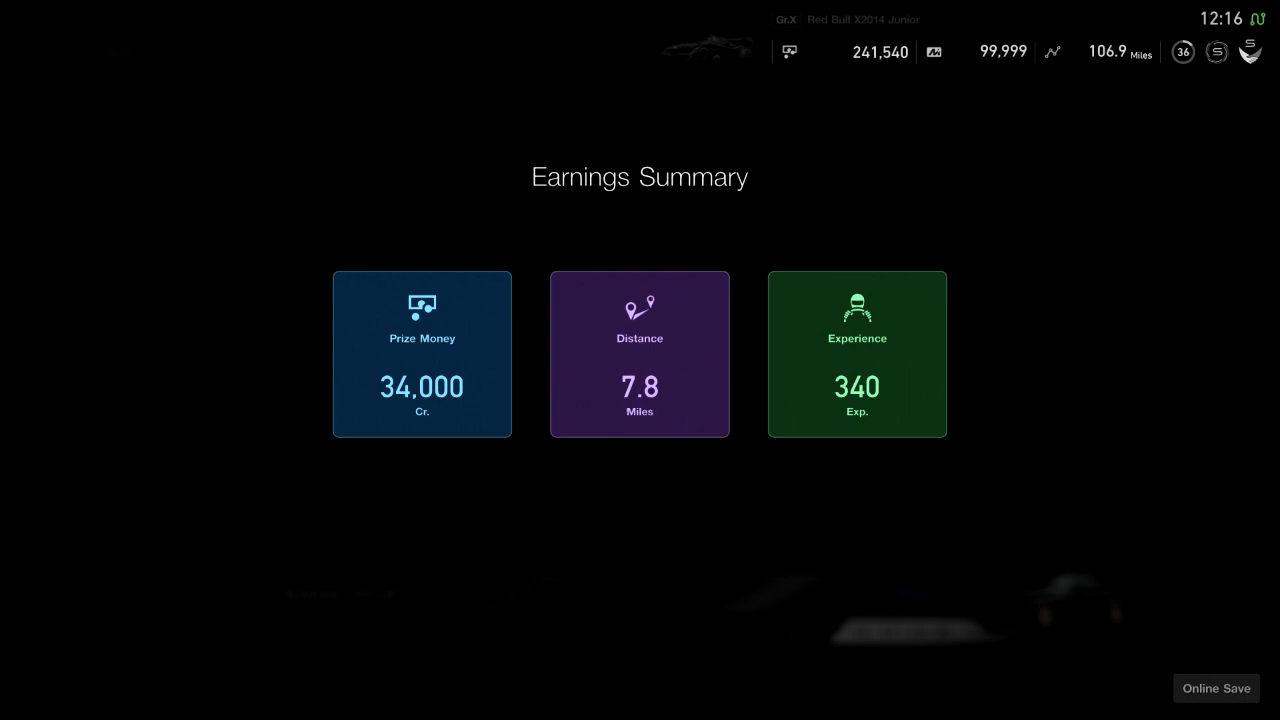 Gr.X Red Bull X2014 Junior
12:16
241,540 99,999 106.9 Miles 36 S S
Earnings Summary
Prize Money Distance Experience
34,000 7.8 340
Cr. Miles Exp.
Online Save